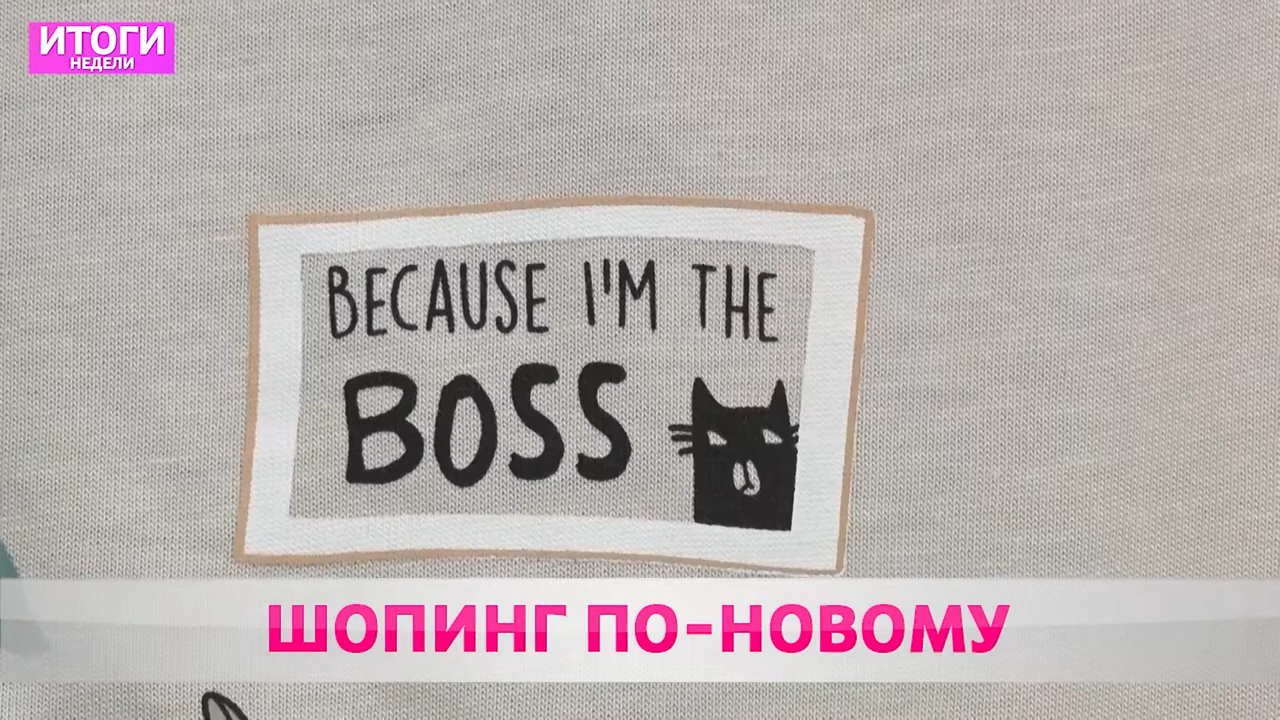 ИТОГИ
НЕДЕЛИ
BECAUSE I'M THE
BOSS
ШОПИНГ ПО-НОВОМУ